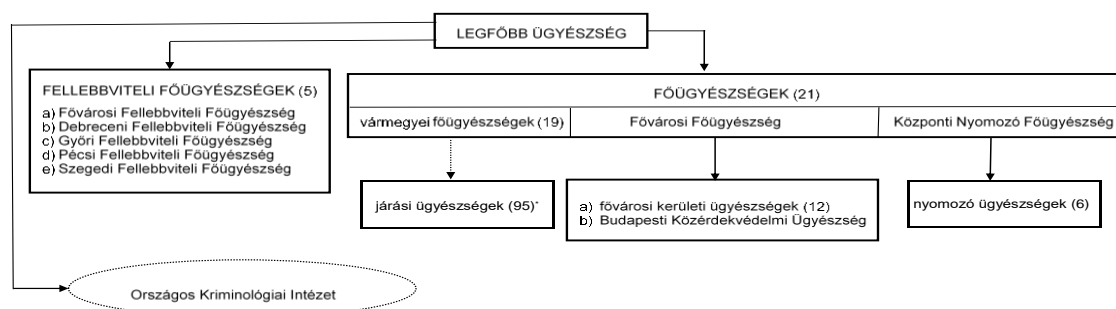 LEGFŐBB ÜGYÉSZSÉG
FELLEBBVITELI FŐÜGYÉSZSÉGEK (5)
a) Fővárosi Fellebbviteli Főügyészség
b) Debreceni Fellebbviteli Főügyészség
c) Győri Fellebbviteli Főügyészség
d) Pécsi Fellebbviteli Főügyészség
e) Szegedi Fellebbviteli Főügyészség
FŐÜGYÉSZSÉGEK (21)
vármegyei főügyészségek (19)
Fővárosi Főügyészség
Központi Nyomozó Főügyészség
járási ügyészségek (95)*
a) fővárosi kerületi ügyészségek (12)
b) Budapesti Közérdekvédelmi Ügyészség
nyomozó ügyészségek (6)
Országos Kriminológiai Intézet